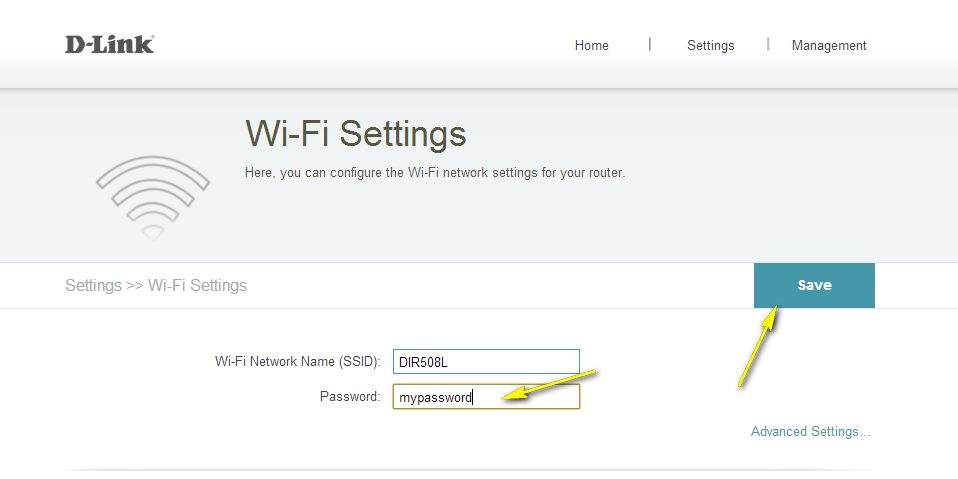 D-Link
Home | Settings | Management
Wi-Fi Settings
Here, you can configure the Wi-Fi network settings for your router.
Settings >> Wi-Fi Settings
Save
Wi-Fi Network Name (SSID): DIR508L
Password: mypassword
Advanced Settings...